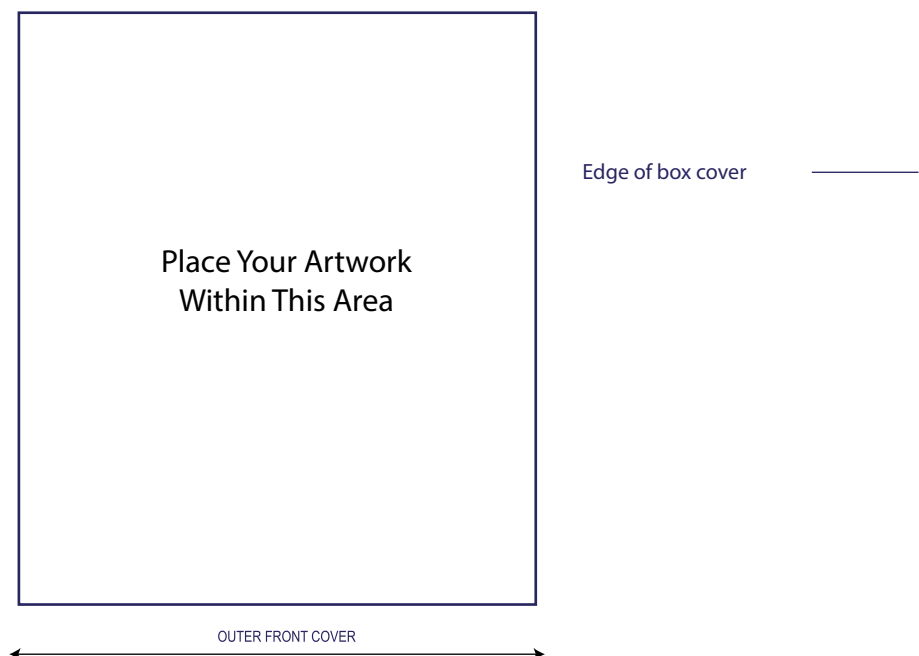 Edge of box cover
Place Your Artwork
Within This Area
OUTER FRONT COVER